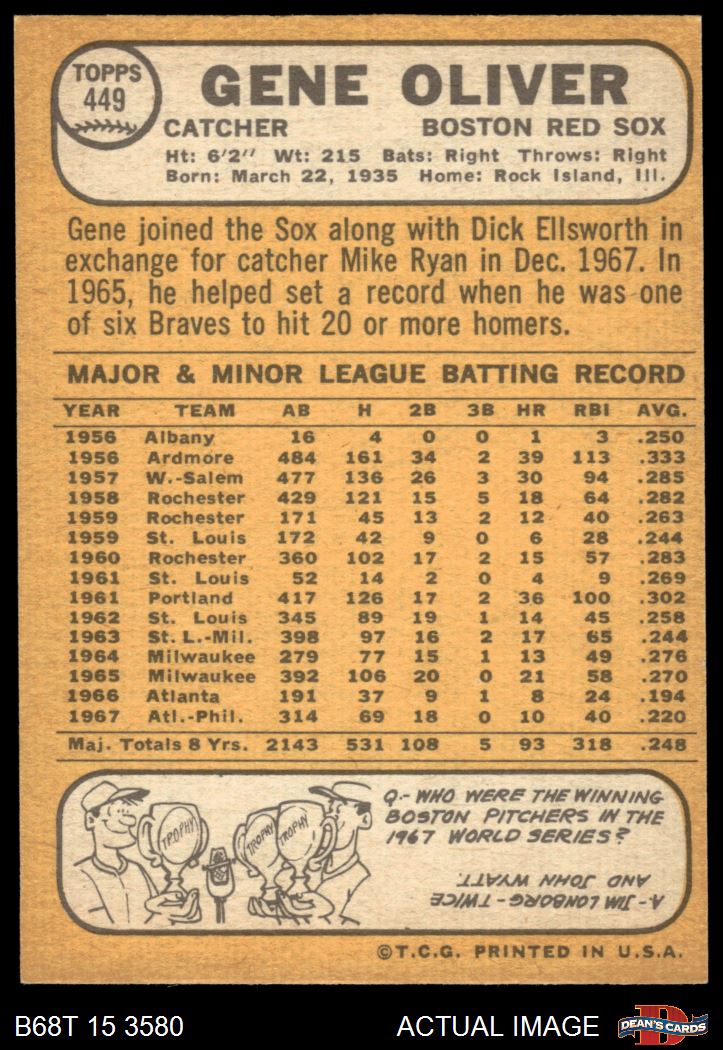 TOPPS
449
GENE OLIVER
CATCHER BOSTON RED SOX
Ht: 6'2" Wt: 215 Bats: Right Throws: Right
Born: March 22, 1935 Home: Rock Island, Ill.
Gene joined the Sox along with Dick Ellsworth in
exchange for catcher Mike Ryan in Dec. 1967. In
1965, he helped set a record when he was one
of six Braves to hit 20 or more homers.
MAJOR & MINOR LEAGUE BATTING RECORD
YEAR TEAM AB H 2B 3B HR RBI AVG.
1956 Albany 16 4 0 0 1 3 .250
1956 Ardmore 484 161 34 2 39 113 .333
1957 W.-Salem 477 136 26 3 30 94 .285
1958 Rochester 429 121 15 5 18 64 .282
1959 Rochester 171 45 13 2 12 40 .263
1959 St. Louis 172 42 9 0 6 28 .244
1960 Rochester 360 102 17 2 15 57 .283
1961 St. Louis 52 14 2 0 4 9 .269
1961 Portland 417 126 17 2 36 100 .302
1962 St. Louis 345 89 19 1 14 45 .258
1963 St. L.-Mil. 398 97 16 2 17 65 .244
1964 Milwaukee 279 77 15 1 13 49 .276
1965 Milwaukee 392 106 20 0 21 58 .270
1966 Atlanta 191 37 9 1 8 24 .194
1967 Atl.-Phil. 314 69 18 0 10 40 .220
Maj. Totals 8 Yrs. 2143 531 108 5 93 318 .248
TROPHY
TROPHY
TROPHY
Q-- WHO WERE THE WINNING
BOSTON PITCHERS IN THE
1967 WORLD SERIES?
A- JIM LONBORG - TWICE
AND JOHN WYATT
©T.C.G. PRINTED IN U.S.A.
B68T 15 3580 ACTUAL IMAGE
D
DEAN'S CARDS